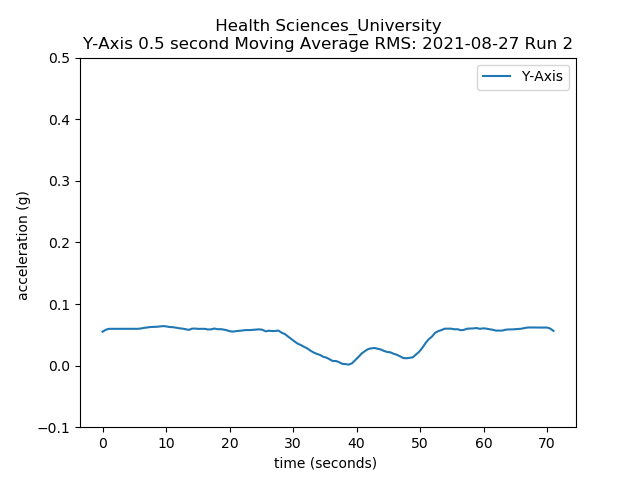 Health Sciences_University
Y-Axis 0.5 second Moving Average RMS: 2021-08-27 Run 2
Y-Axis
0.5
0.4
0.3
0.2
0.1
0.0
−0.1
acceleration (g)
0 10 20 30 40 50 60 70
time (seconds)